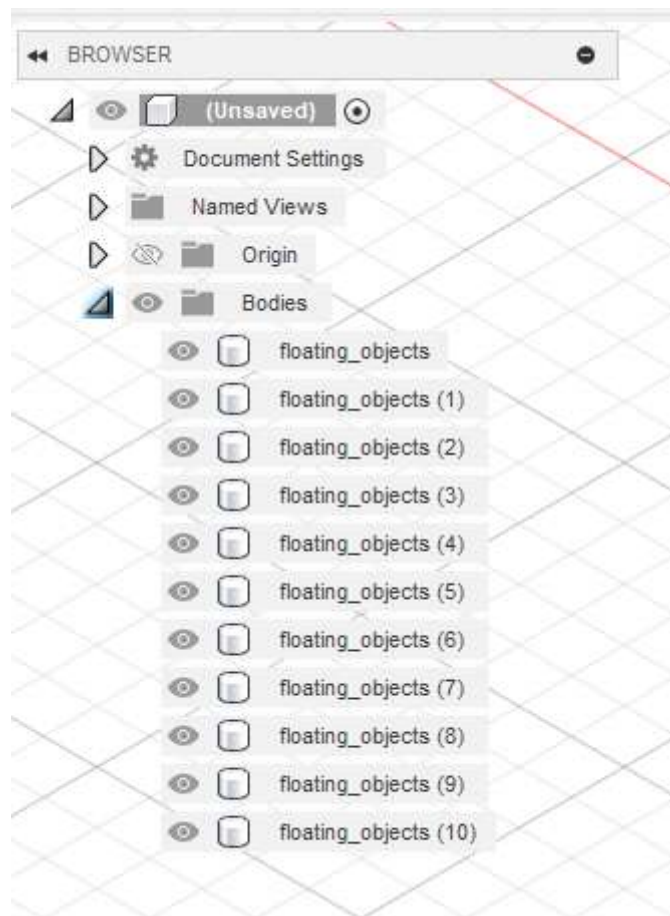 BROWSER
(Unsaved)
Document Settings
Named Views
Origin
Bodies
floating_objects
floating_objects (1)
floating_objects (2)
floating_objects (3)
floating_objects (4)
floating_objects (5)
floating_objects (6)
floating_objects (7)
floating_objects (8)
floating_objects (9)
floating_objects (10)